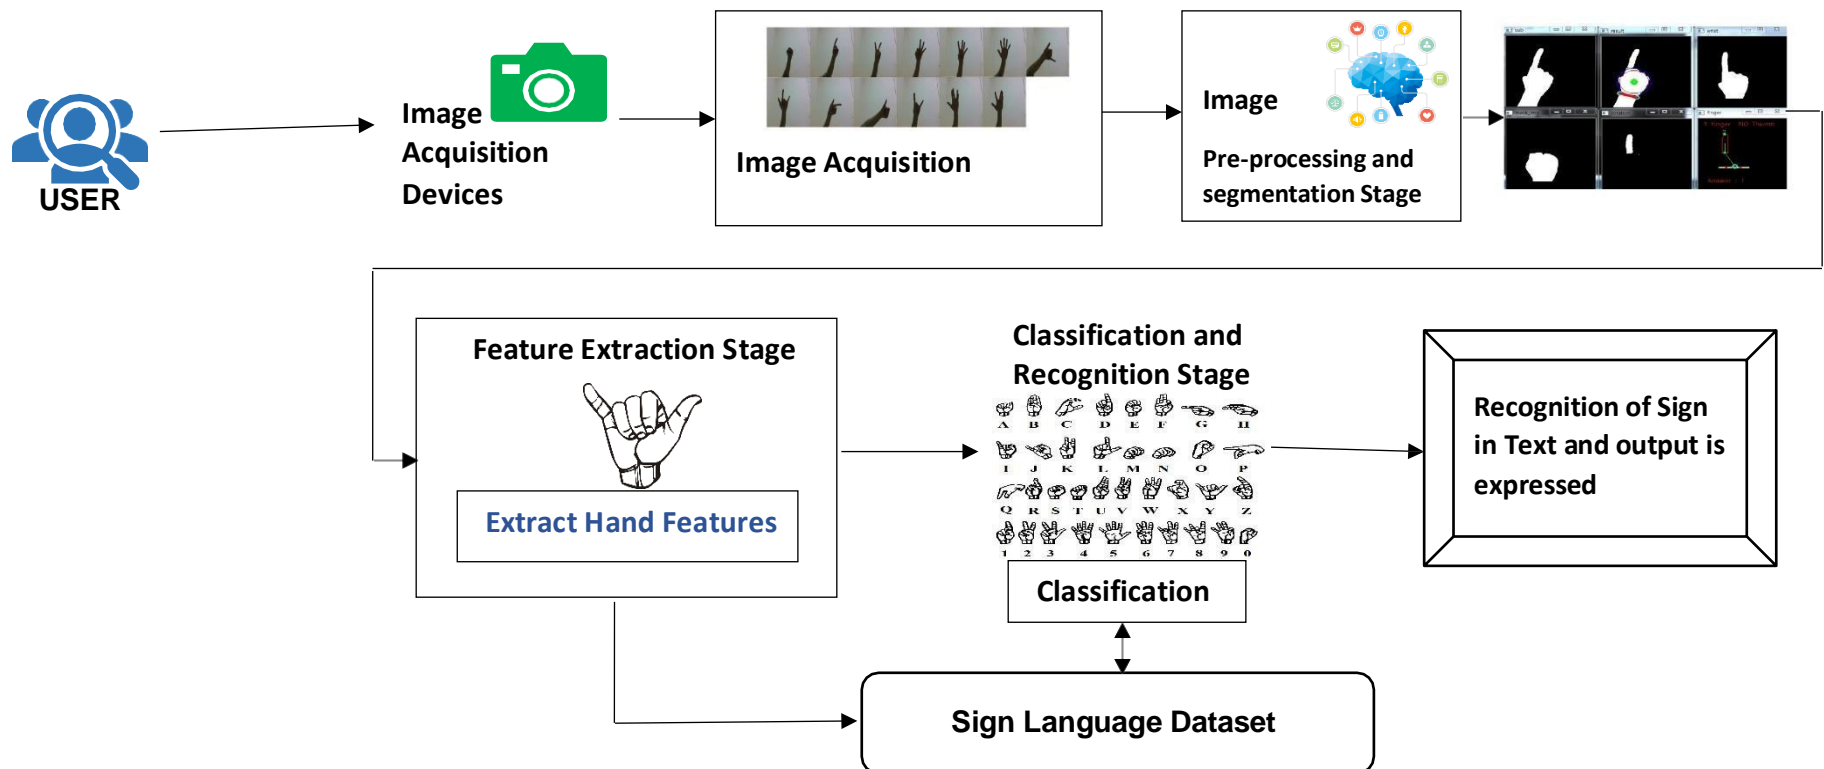 USER
Image
Acquisition
Devices
Image Acquisition
Image
Pre-processing and
segmentation Stage
result
Feature Extraction Stage
Extract Hand Features
Classification and
Recognition Stage
A B C D E F G H
I J K L M N O P
Q R S T U V W X Y Z
1 2 3 4 5 6 7 8 9 0
Classification
Recognition of Sign
in Text and output is
expressed
Sign Language Dataset